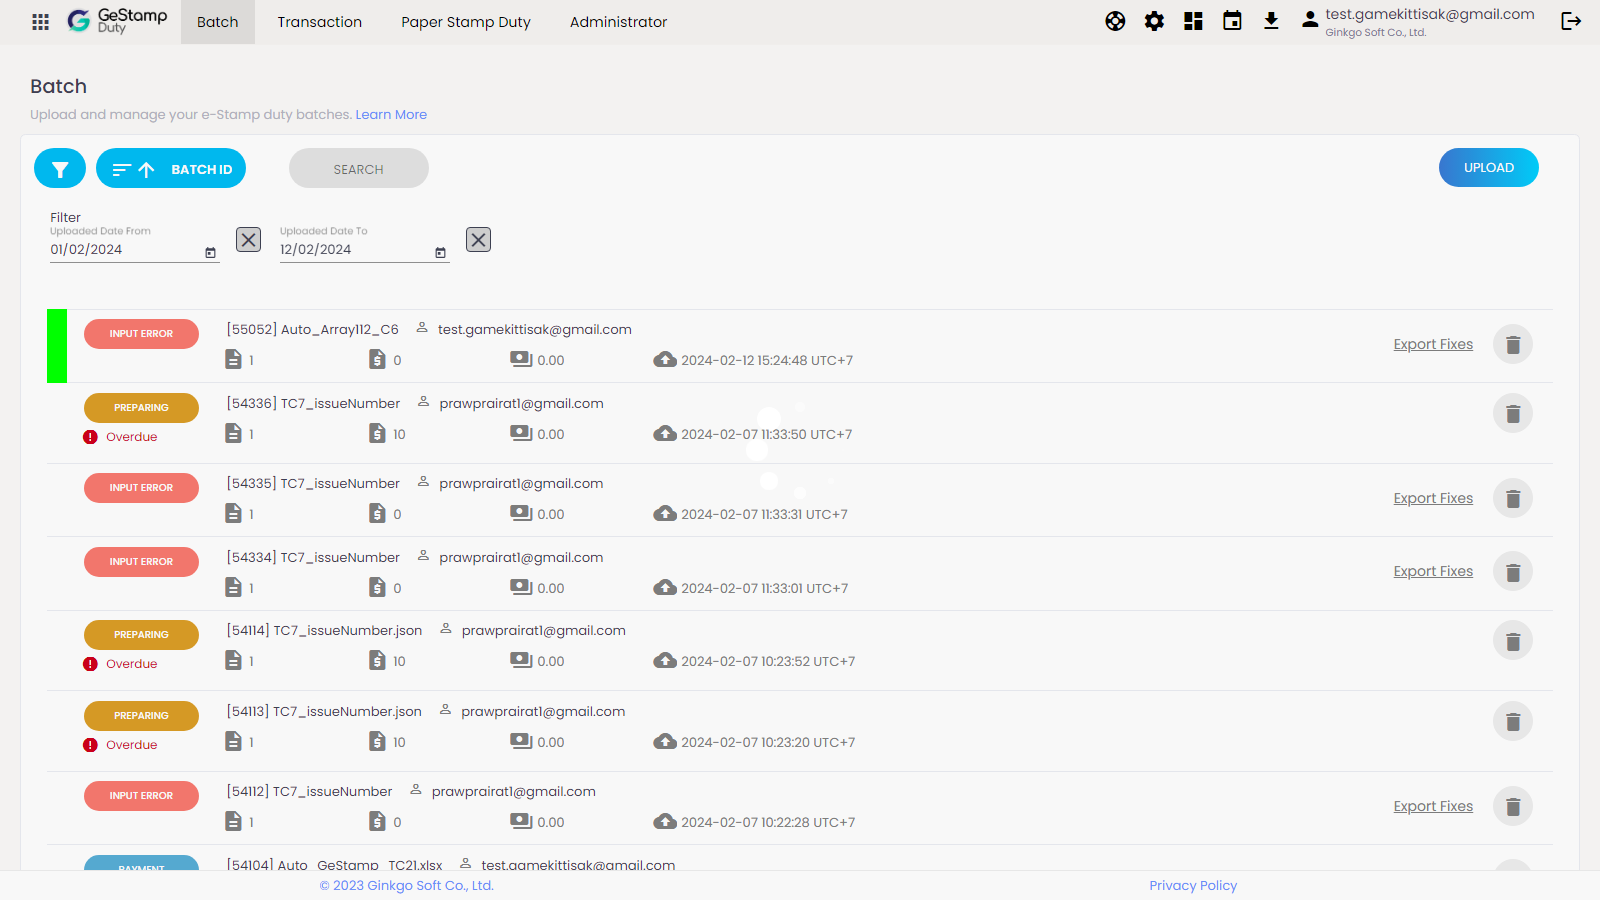 GeStamp
Duty
Batch
Transaction
Paper Stamp Duty
Administrator
test.gamekittisak@gmail.com
Ginkgo Soft Co., Ltd.
Batch
Upload and manage your e-Stamp duty batches. Learn More
BATCH ID
SEARCH
UPLOAD
Filter
Uploaded Date From
01/02/2024
Uploaded Date To
12/02/2024
INPUT ERROR
[55052] Auto_Array112_C6
test.gamekittisak@gmail.com
1
0
0.00
2024-02-12 15:24:48 UTC+7
Export Fixes
PREPARING
Overdue
[54336] TC7_issueNumber
prawprairat1@gmail.com
1
10
0.00
2024-02-07 11:33:50 UTC+7
INPUT ERROR
[54335] TC7_issueNumber
prawprairat1@gmail.com
1
0
0.00
2024-02-07 11:33:31 UTC+7
Export Fixes
INPUT ERROR
[54334] TC7_issueNumber
prawprairat1@gmail.com
1
0
0.00
2024-02-07 11:33:01 UTC+7
Export Fixes
PREPARING
Overdue
[54114] TC7_issueNumber.json
prawprairat1@gmail.com
1
10
0.00
2024-02-07 10:23:52 UTC+7
PREPARING
Overdue
[54113] TC7_issueNumber.json
prawprairat1@gmail.com
1
10
0.00
2024-02-07 10:23:20 UTC+7
INPUT ERROR
[54112] TC7_issueNumber
prawprairat1@gmail.com
1
0
0.00
2024-02-07 10:22:28 UTC+7
Export Fixes
PAYMENT
[54104] Auto_GeStamp_TC21.xlsx
test.gamekittisak@gmail.com
© 2023 Ginkgo Soft Co., Ltd.
Privacy Policy